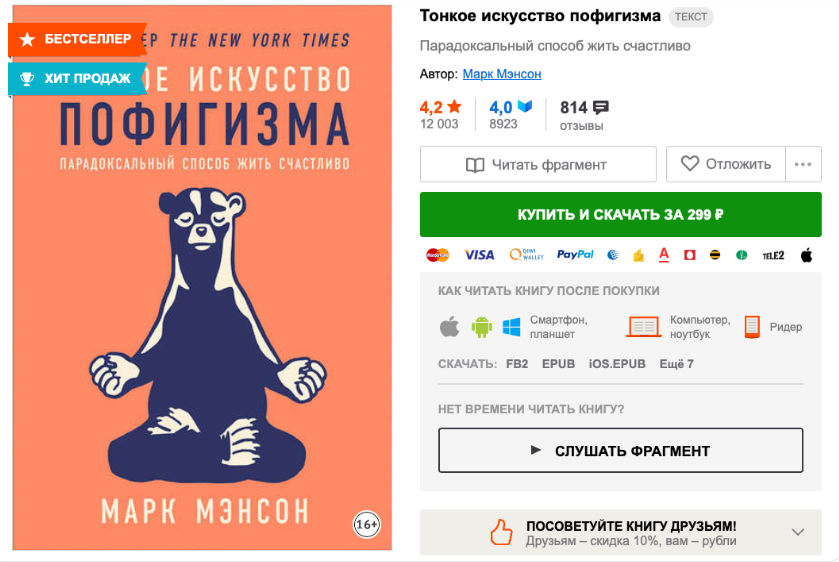 БЕСТСЕЛЛЕР
ЕР THE NEW YORK TIMES
ХИТ ПРОДАЖ
ОЕ ИСКУССТВО
ПОФИГИЗМА
ПАРАДОКСАЛЬНЫЙ СПОСОБ ЖИТЬ СЧАСТЛИВО
МАРК МЭНСОН
16+
Тонкое искусство пофигизма ТЕКСТ
Парадоксальный способ жить счастливо
Автор: Марк Мэнсон
4,2 4,0 814
12 003 8923 отзывы
Читать фрагмент Отложить ...
КУПИТЬ И СКАЧАТЬ ЗА 299 ₽
MasterCard VISA QIWI WALLET PayPal A TELE2
КАК ЧИТАТЬ КНИГУ ПОСЛЕ ПОКУПКИ
Смартфон, Компьютер, Ридер
планшет ноутбук
СКАЧАТЬ: FB2 EPUB iOS.EPUB Ещё 7
НЕТ ВРЕМЕНИ ЧИТАТЬ КНИГУ?
СЛУШАТЬ ФРАГМЕНТ
ПОСОВЕТУЙТЕ КНИГУ ДРУЗЬЯМ!
Друзьям – скидка 10%, вам – рубли